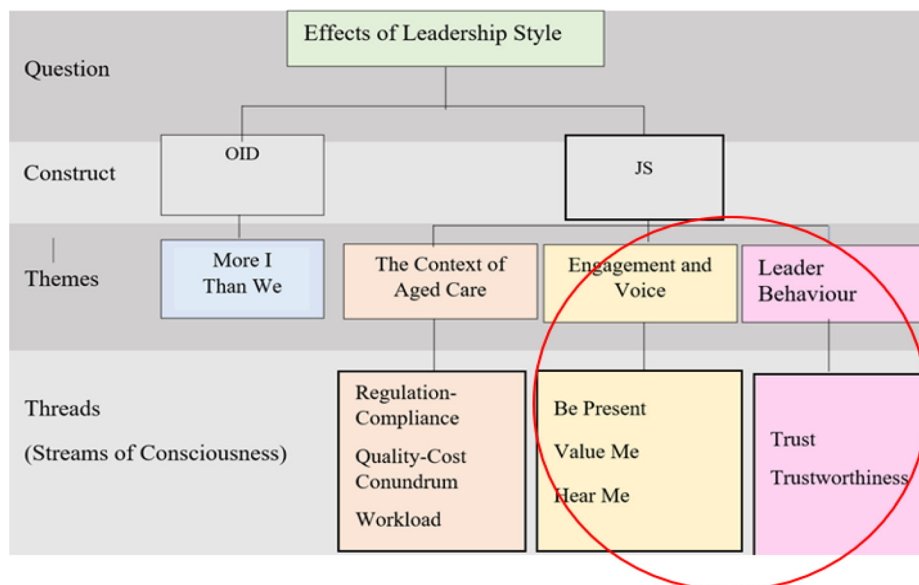 Effects of Leadership Style
Question
OID
Construct
JS
More I
Than We
The Context of
Aged Care
Engagement and
Voice
Leader
Behaviour
Themes
Regulation-
Compliance
Quality-Cost
Conundrum
Workload
Be Present
Value Me
Hear Me
Trust
Trustworthiness
Threads
(Streams of Consciousness)